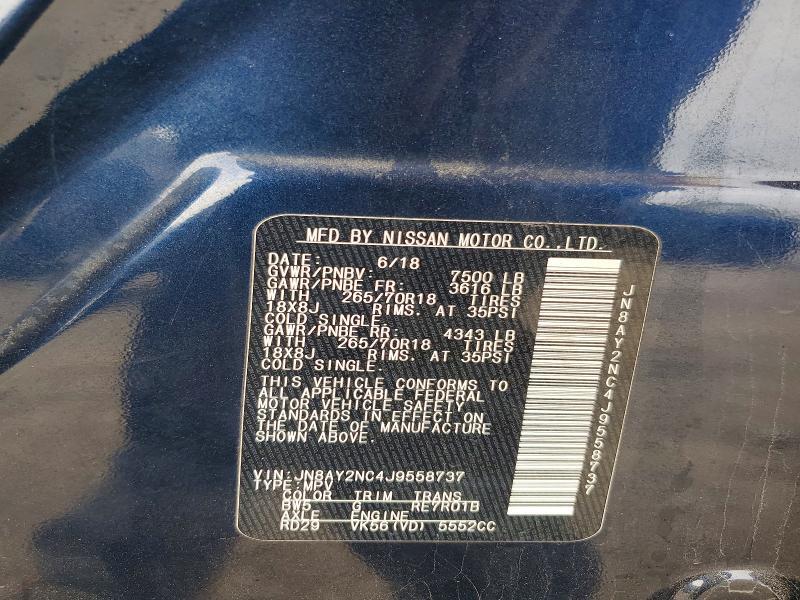 MFD BY NISSAN MOTOR CO.,LTD.
DATE: 6/18
GVWR/PNBV: 7500 LB
GAWR/PNBE FR: 3616 LB
WITH 265/70R18 TIRES
18X8J RIMS. AT 35PSI
COLD SINGLE.
GAWR/PNBE RR: 4343 LB
WITH 265/70R18 TIRES
18X8J RIMS. AT 35PSI
COLD SINGLE.
THIS VEHICLE CONFORMS TO
ALL APPLICABLE FEDERAL
MOTOR VEHICLE SAFETY
STANDARDS IN EFFECT ON
THE DATE OF MANUFACTURE
SHOWN ABOVE.
VIN:JN8AY2NC4J9558737
TYPE:MPV
COLOR TRIM TRANS
BW5 G RE7R01B
AXLE ENGINE
RD29 VK56(VD) 5552CC
JN8AY2NC4J9558737